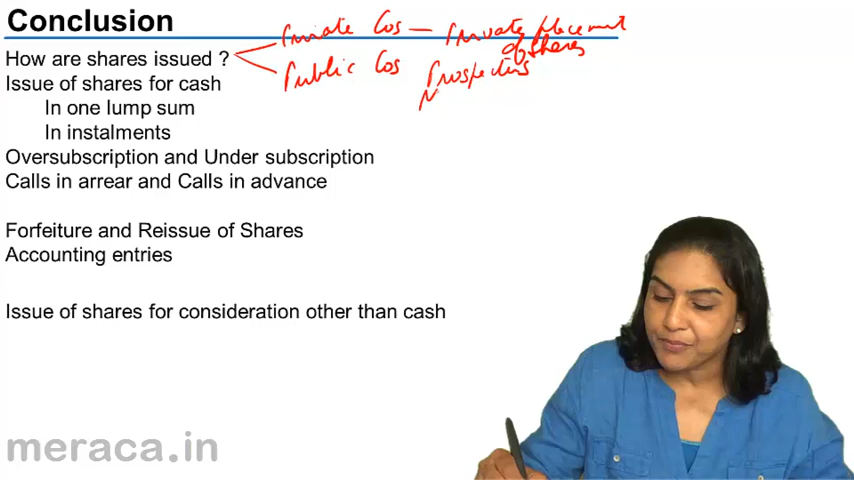 Conclusion
Private Cos — Private placement
of shares
How are shares issued ?
Public Cos Prospectus
Issue of shares for cash
In one lump sum
In instalments
Oversubscription and Under subscription
Calls in arrear and Calls in advance
Forfeiture and Reissue of Shares
Accounting entries
Issue of shares for consideration other than cash
meraca.in